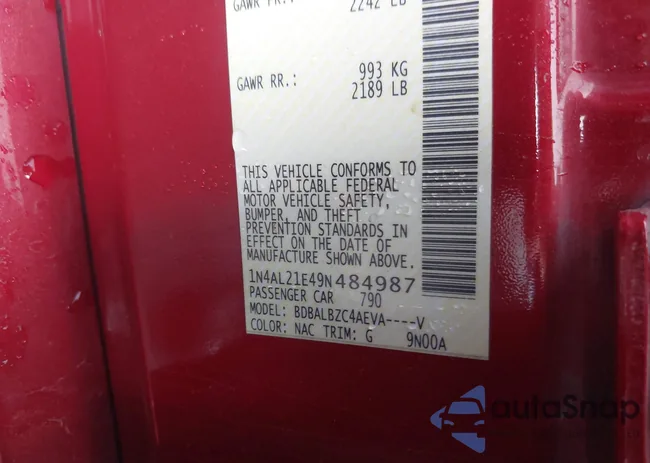 GAWR FR.: 2242 LB
GAWR RR.: 993 KG
2189 LB
THIS VEHICLE CONFORMS TO
ALL APPLICABLE FEDERAL
MOTOR VEHICLE SAFETY,
BUMPER, AND THEFT
PREVENTION STANDARDS IN
EFFECT ON THE DATE OF
MANUFACTURE SHOWN ABOVE.
1N4AL21E49N484987
PASSENGER CAR 790
MODEL: BDBALBZC4AEVA----V
COLOR: NAC TRIM: G 9N00A
autoSnap